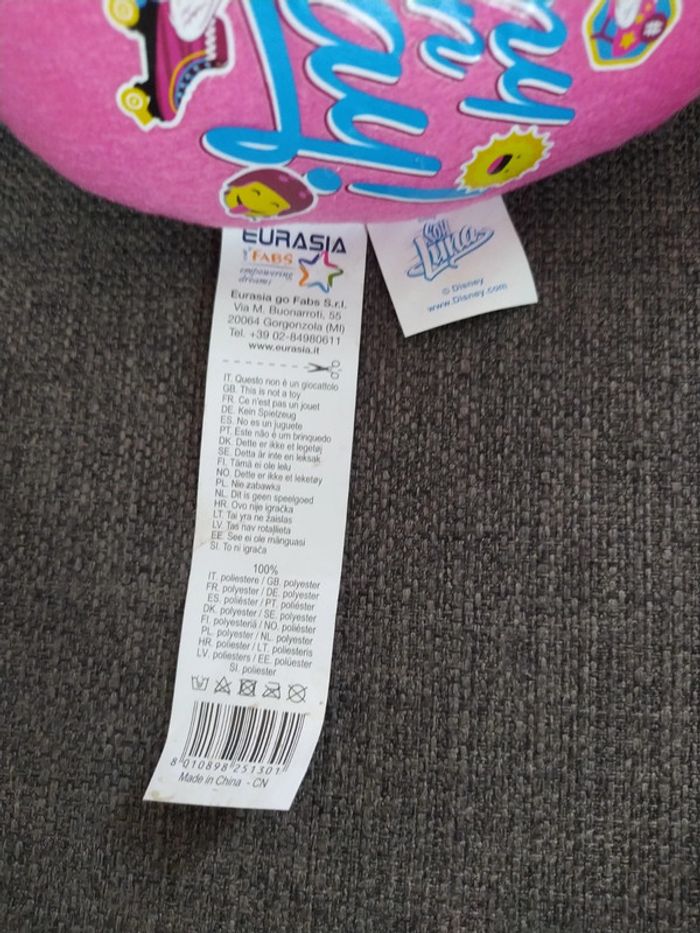 EURASIA
FABS
empowering
dreams
Eurasia go Fabs S.r.l.
Via M. Buonarroti, 55
20064 Gorgonzola (MI)
Tel. +39 02-84980611
www.eurasia.it
IT. Questo non è un giocattolo
GB. This is not a toy
FR. Ce n'est pas un jouet
DE. Kein Spielzeug
ES. No es un juguete
PT. Este não é um brinquedo
DK. Dette er ikke et legetøj
SE. Detta är inte en leksak
FI. Tämä ei ole lelu
NO. Dette er ikke et leketøy
PL. Nie zabawka
NL. Dit is geen speelgoed
HR. Ovo nije igračka
LT. Tai yra ne žaislas
LV. Tas nav rotaļlieta
EE. See ei ole mänguasi
SI. To ni igrača
100%
IT. poliestere / GB. polyester
FR. polyester / DE. polyester
ES. poliéster / PT. poliéster
DK. polyester / SE. polyester
FI. polyesteriä / NO. poliéster
PL. polyester / NL. polyester
HR. poliester / LT. poliesteris
LV. poliesters / EE. polüester
SI. poliester
8 010898 251301
Made in China - CN
Soy
Luna
© Disney
www.Disney.com